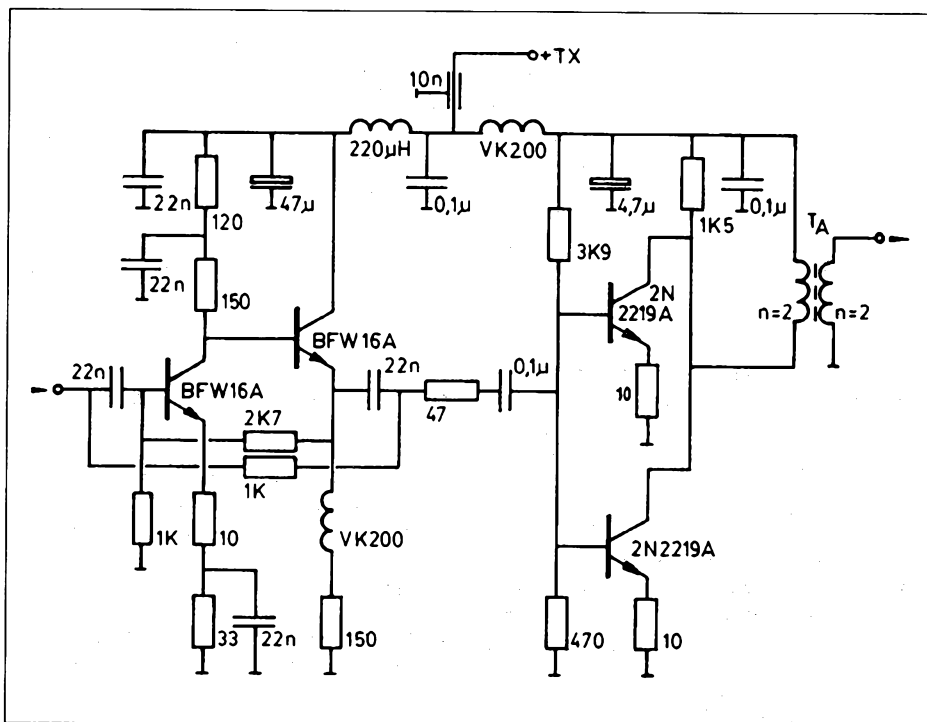 +TX
10n
220µH
VK200
22n
120
47µ
0,1µ
4,7µ
1K5
0,1µ
TA
3K9
22n
150
2N
2219A
n=2
n=2
BFW16A
22n
0,1µ
22n
BFW16A
47
10
2K7
1K
1K
10
VK200
2N2219A
33
22n
150
470
10